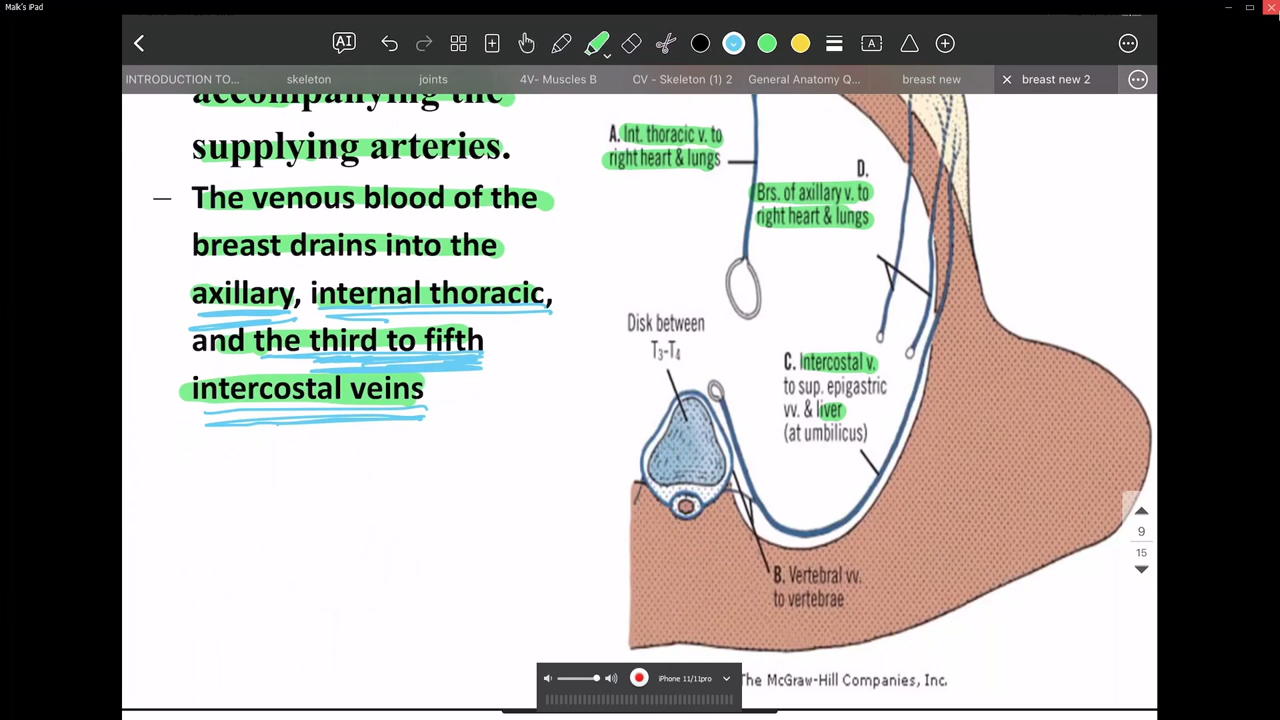 Malk's iPad
AI
A
INTRODUCTION TO...
skeleton
joints
4V- Muscles B
CV - Skeleton (1) 2
General Anatomy Q...
breast new
breast new 2
accompanying the
supplying arteries.
— The venous blood of the
breast drains into the
axillary, internal thoracic,
and the third to fifth
intercostal veins
A. Int. thoracic v. to
right heart & lungs
D.
Brs. of axillary v. to
right heart & lungs
Disk between
T3-T4
C. Intercostal v.
to sup. epigastric
vv. & liver
(at umbilicus)
B. Vertebral vv.
to vertebrae
9
15
iPhone 11/11pro
The McGraw-Hill Companies, Inc.